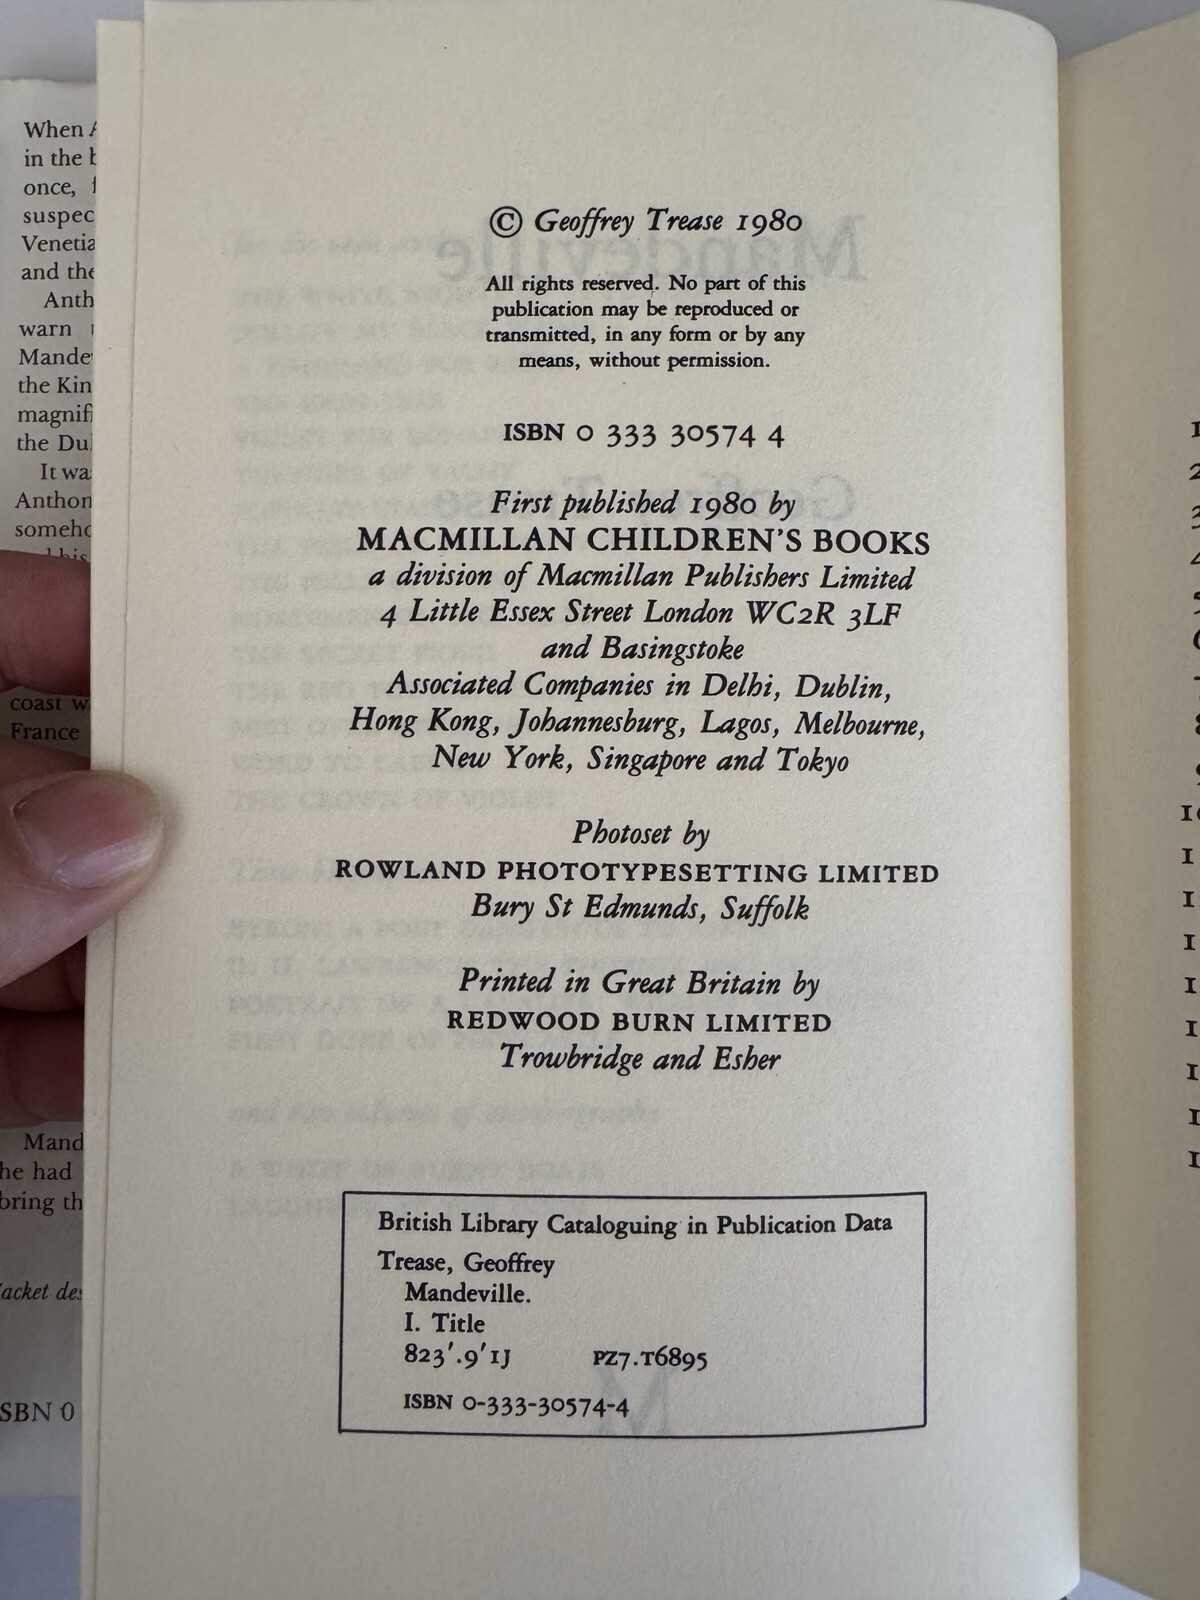 When
in the
once,
suspec
Venetia
and the
Anth
warn
Mande
the Kin
magnifi
the Du
It wa
Anthon
someho
his
coast w
France
Mand
he had
bring th
acket des
SBN 0
© Geoffrey Trease 1980
All rights reserved. No part of this
publication may be reproduced or
transmitted, in any form or by any
means, without permission.
ISBN 0 333 30574 4
First published 1980 by
MACMILLAN CHILDREN'S BOOKS
a division of Macmillan Publishers Limited
4 Little Essex Street London WC2R 3LF
and Basingstoke
Associated Companies in Delhi, Dublin,
Hong Kong, Johannesburg, Lagos, Melbourne,
New York, Singapore and Tokyo
Photoset by
ROWLAND PHOTOTYPESETTING LIMITED
Bury St Edmunds, Suffolk
Printed in Great Britain by
REDWOOD BURN LIMITED
Trowbridge and Esher
British Library Cataloguing in Publication Data
Trease, Geoffrey
Mandeville.
I. Title
823'.9'1J PZ7.T6895
ISBN 0-333-30574-4